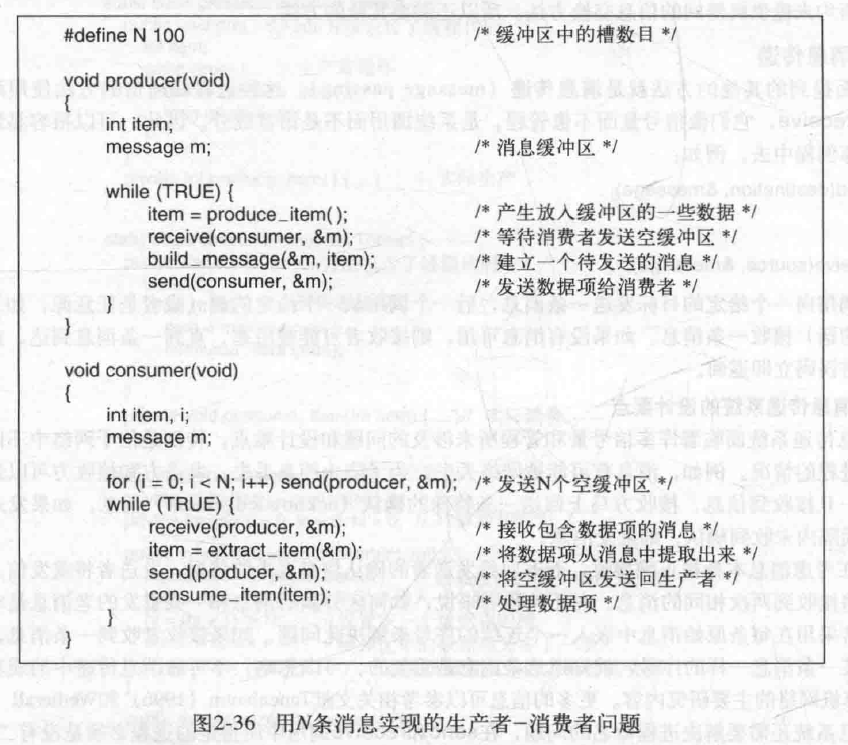 #define N 100 /* 缓冲区中的槽数目 */
void producer(void)
{
int item;
message m; /* 消息缓冲区 */
while (TRUE) {
item = produce_item( ); /* 产生放入缓冲区的一些数据 */
receive(consumer, &m); /* 等待消费者发送空缓冲区 */
build_message(&m, item); /* 建立一个待发送的消息 */
send(consumer, &m); /* 发送数据项给消费者 */
}
}
void consumer(void)
{
int item, i;
message m;
for (i = 0; i < N; i++) send(producer, &m); /* 发送N个空缓冲区 */
while (TRUE) {
receive(producer, &m); /* 接收包含数据项的消息 */
item = extract_item(&m); /* 将数据项从消息中提取出来 */
send(producer, &m); /* 将空缓冲区发送回生产者 */
consume_item(item); /* 处理数据项 */
}
}
图2-36 用N条消息实现的生产者-消费者问题